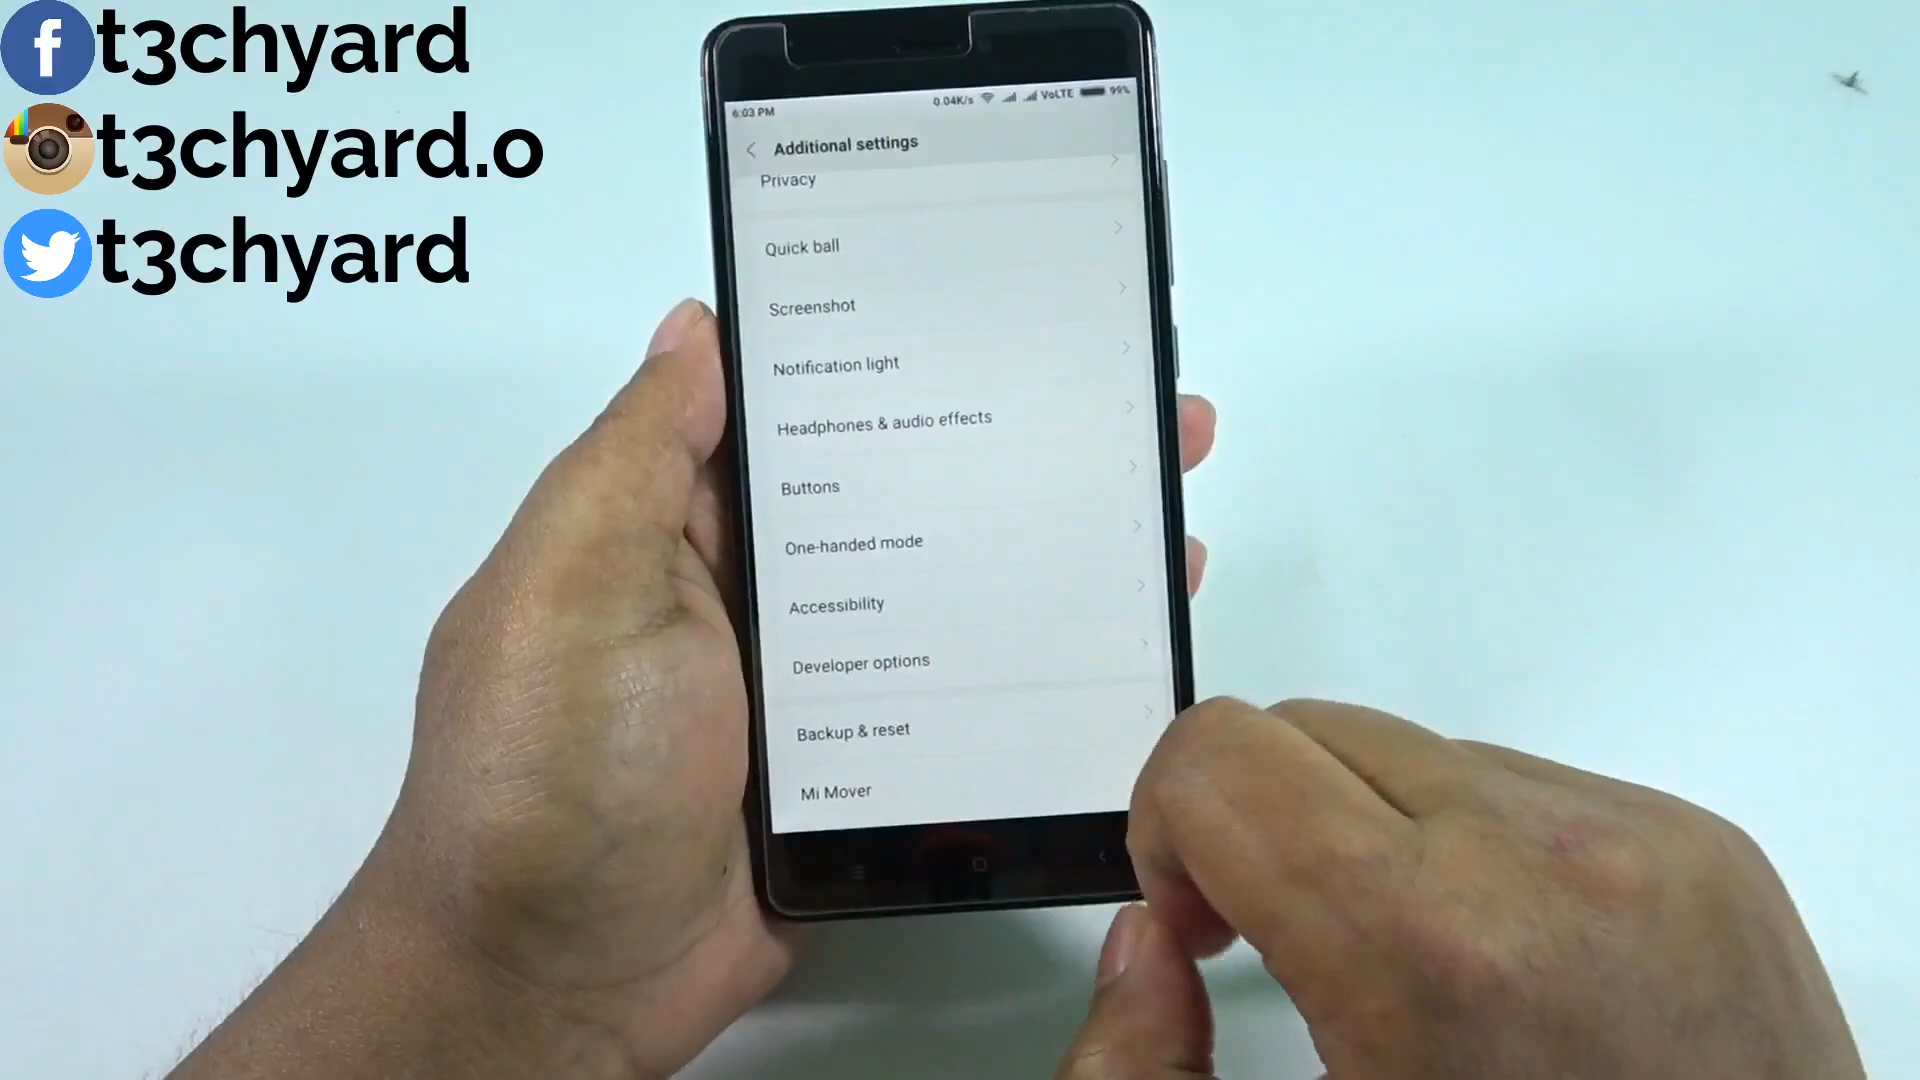 t3chyard
t3chyard.o
t3chyard
6:03 PM
0.04K/s VoLTE 99%
Additional settings
Privacy
Quick ball
Screenshot
Notification light
Headphones & audio effects
Buttons
One-handed mode
Accessibility
Developer options
Backup & reset
Mi Mover